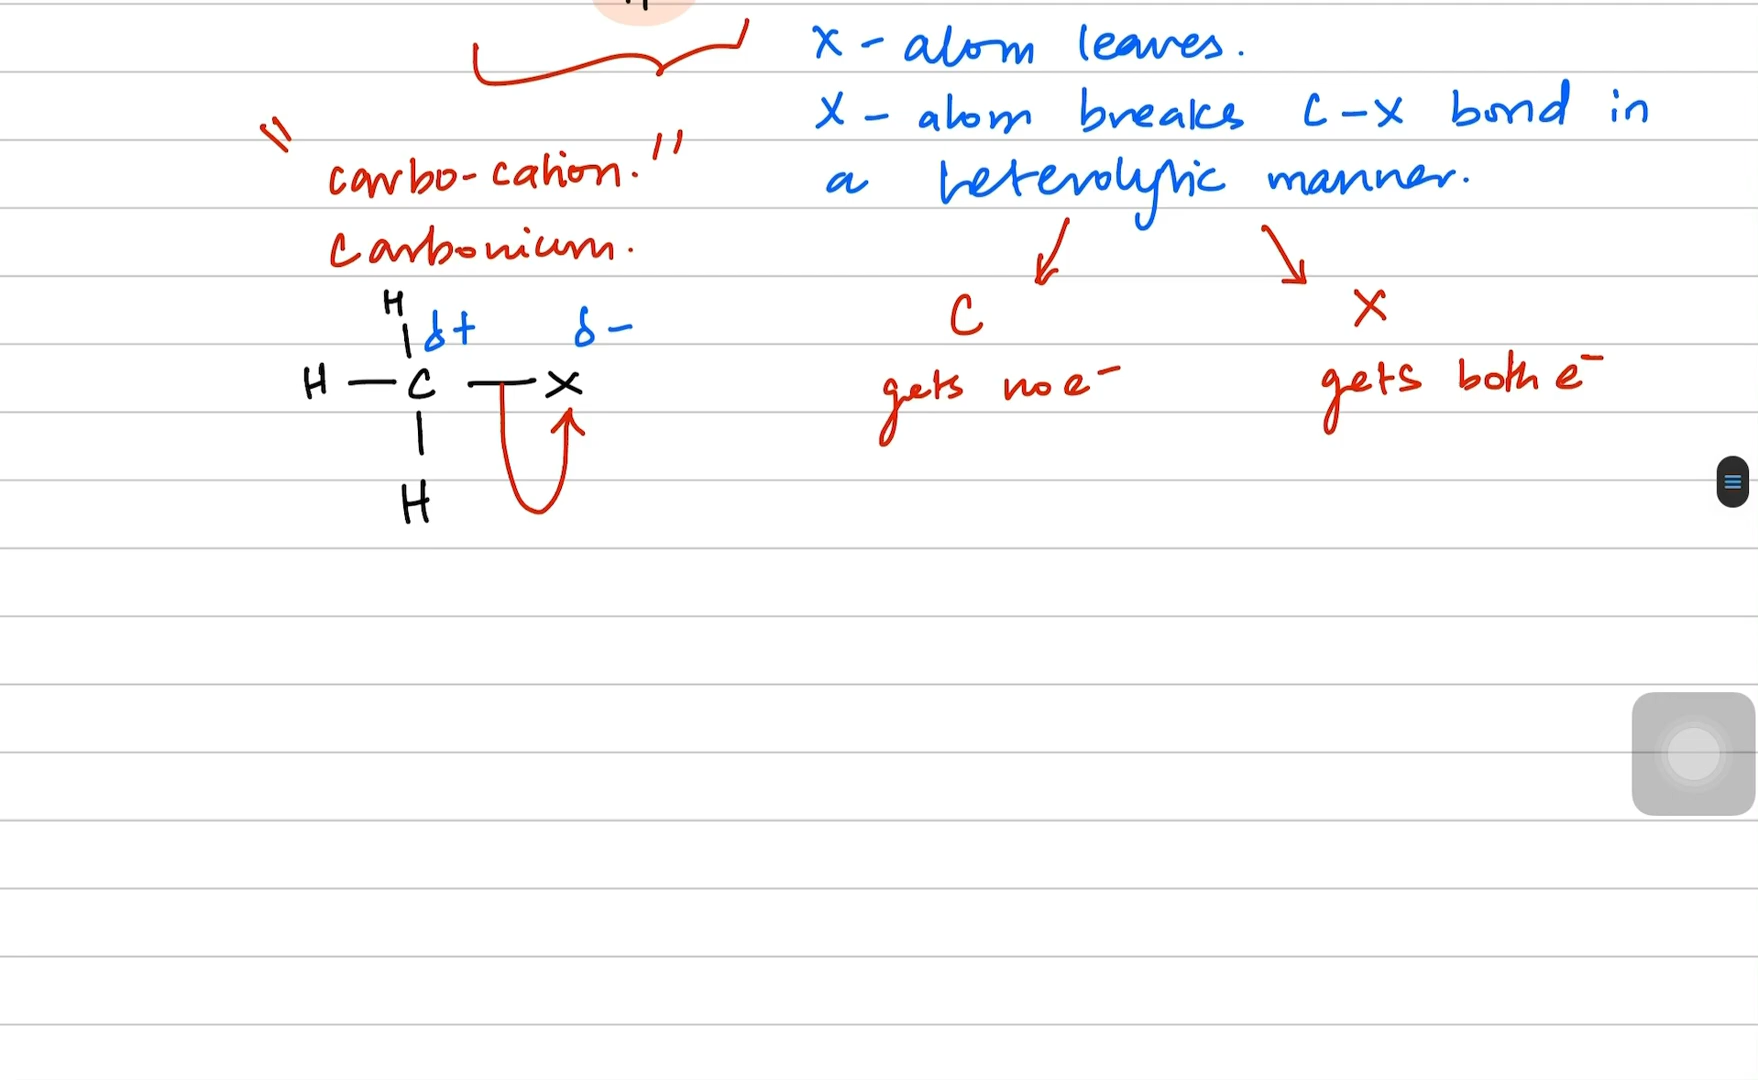 X - atom leaves.
X - atom breaks C-X bond in
a heterolytic manner.
"carbo-cation."
Carbonium.
C
X
gets no e⁻
gets both e⁻
H
δ+ δ-
H - C - X
H